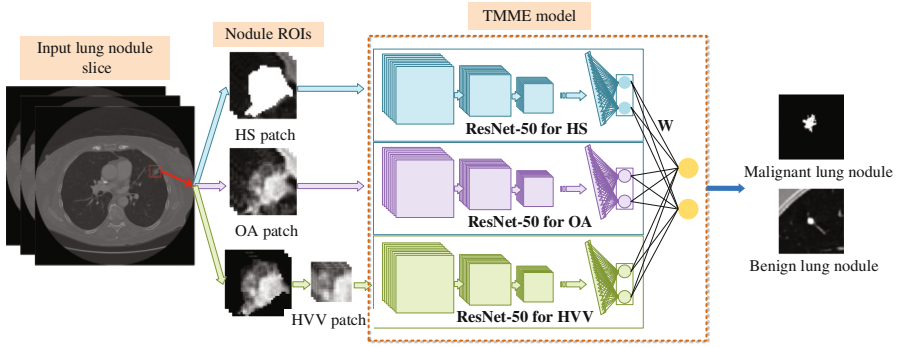 TMME model
Input lung nodule
slice
Nodule ROIs
HS patch
ResNet-50 for HS
W
OA patch
ResNet-50 for OA
HVV patch
ResNet-50 for HVV
Malignant lung nodule
Benign lung nodule